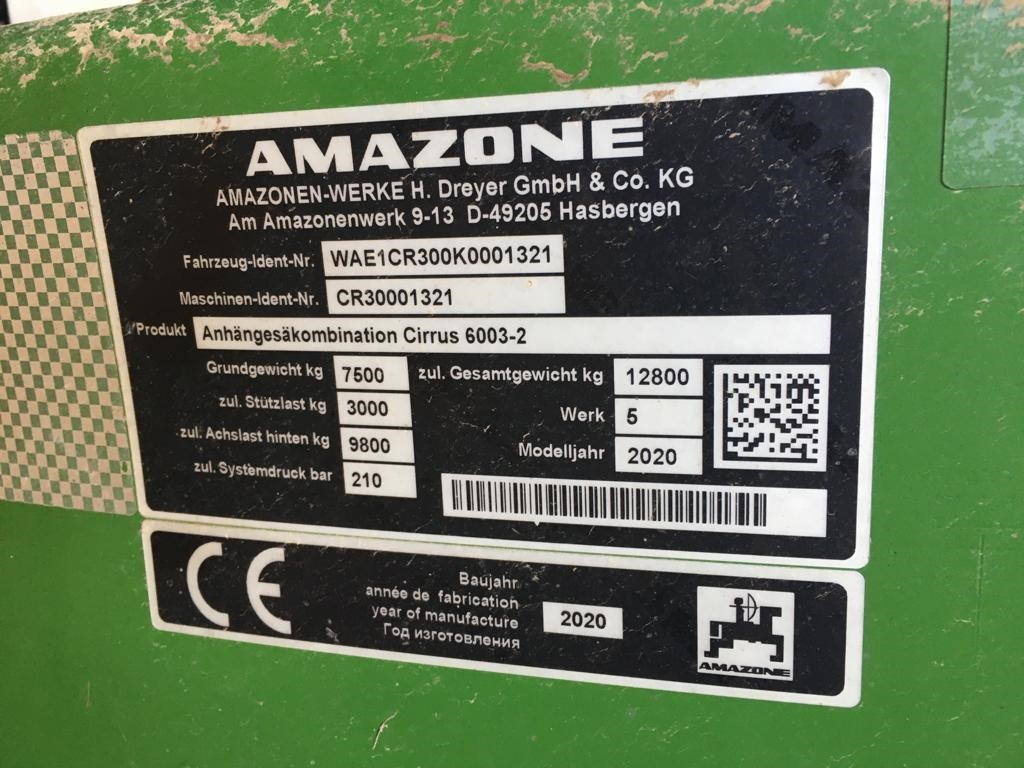 AMAZONE
AMAZONEN-WERKE H. Dreyer GmbH & Co. KG
Am Amazonenwerk 9-13 D-49205 Hasbergen
Fahrzeug-Ident-Nr. WAE1CR300K0001321
Maschinen-Ident-Nr. CR30001321
Produkt Anhängesäkombination Cirrus 6003-2
Grundgewicht kg 7500 zul. Gesamtgewicht kg 12800
zul. Stützlast kg 3000 Werk 5
zul. Achslast hinten kg 9800 Modelljahr 2020
zul. Systemdruck bar 210
CE
Baujahr
année de fabrication
year of manufacture 2020
Год изготовления
AMAZONE